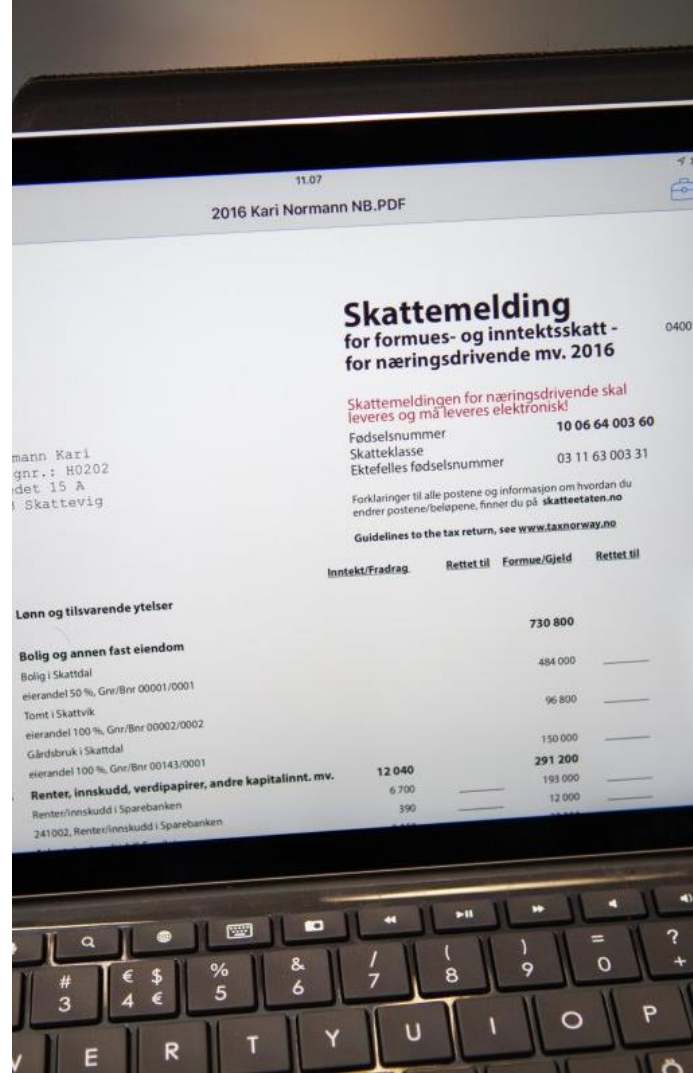 11.07
2016 Kari Normann NB.PDF
Skattemelding
for formues- og inntektsskatt -
for næringsdrivende mv. 2016
0400
Skattemeldingen for næringsdrivende skal
leveres og må leveres elektronisk!
Fødselsnummer 10 06 64 003 60
Skatteklasse
Ektefelles fødselsnummer 03 11 63 003 31
mann Kari
gnr.: H0202
det 15 A
Skattevig
Forklaringer til alle postene og informasjon om hvordan du
endrer postene/beløpene, finner du på skatteetaten.no
Guidelines to the tax return, see www.taxnorway.no
Inntekt/Fradrag Rettet til Formue/Gjeld Rettet til
Lønn og tilsvarende ytelser
Bolig og annen fast eiendom 730 800
Bolig i Skattdal 484 000
eierandel 50 %, Gnr/Bnr 00001/0001
Tomt i Skattvik 96 800
eierandel 100 %, Gnr/Bnr 00002/0002
Gårdsbruk i Skattdal 150 000
eierandel 100 %, Gnr/Bnr 00143/0001
Renter, innskudd, verdipapirer, andre kapitalinnt. mv. 12 040 291 200
Renter/innskudd i Sparebanken 6 700 193 000
241002, Renter/innskudd i Sparebanken 390 12 000
# € $ % & / ( ) = ?
3 4 € 5 6 7 8 9 0 +
E R T Y U I O P
Ö